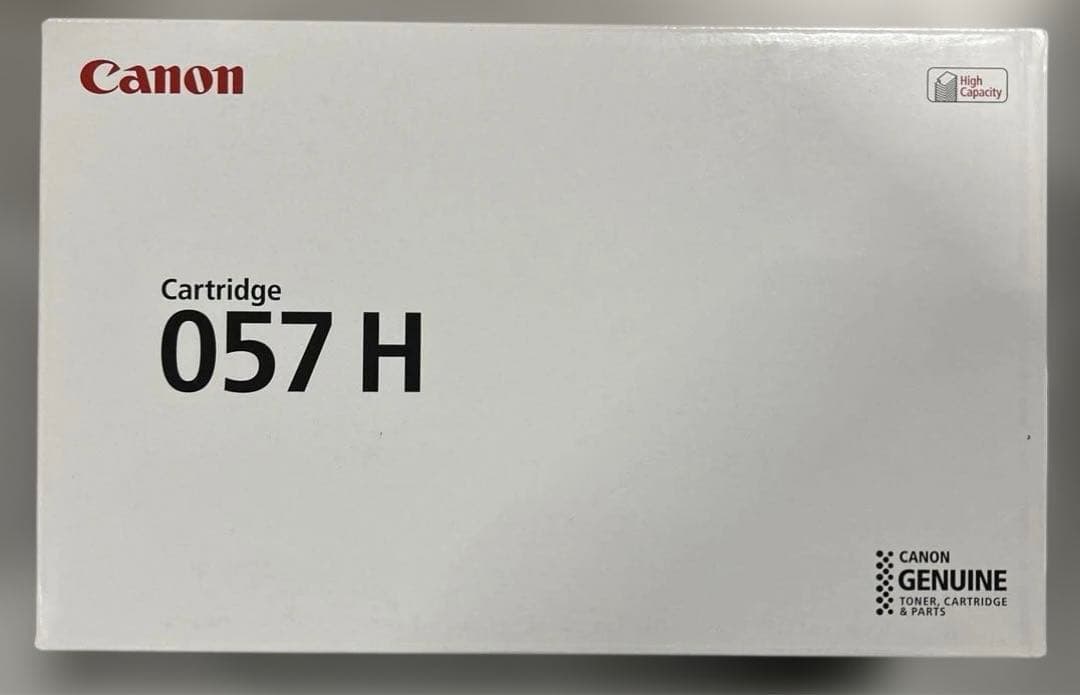 Canon
High
Capacity
Cartridge
057 H
CANON
GENUINE
TONER, CARTRIDGE
& PARTS